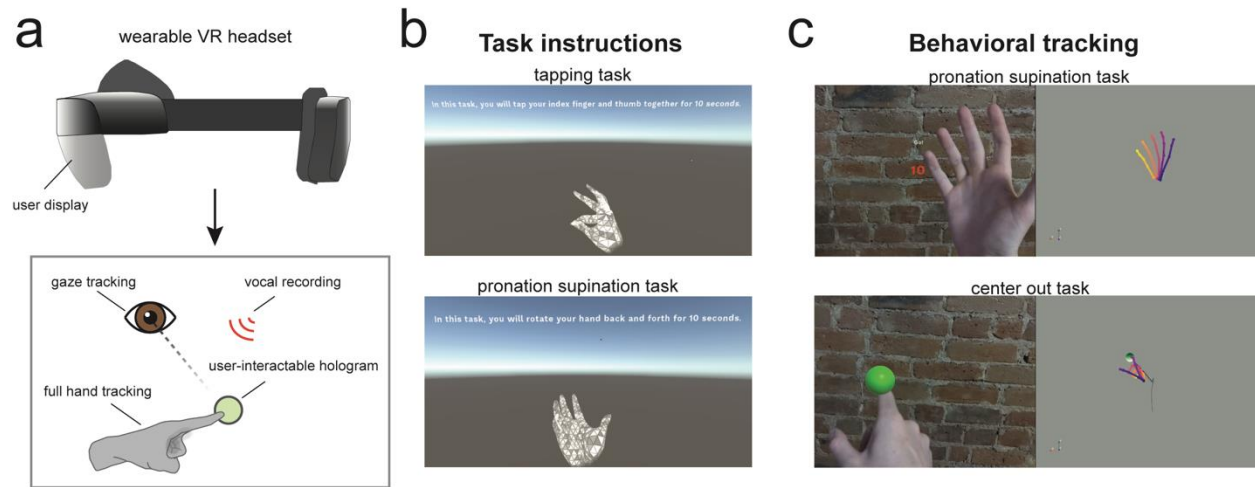 a
wearable VR headset
user display
gaze tracking
vocal recording
user-interactable hologram
full hand tracking
b
Task instructions
tapping task
In this task, you will tap your index finger and thumb together for 10 seconds.
pronation supination task
In this task, you will rotate your hand back and forth for 10 seconds.
c
Behavioral tracking
pronation supination task
10
center out task